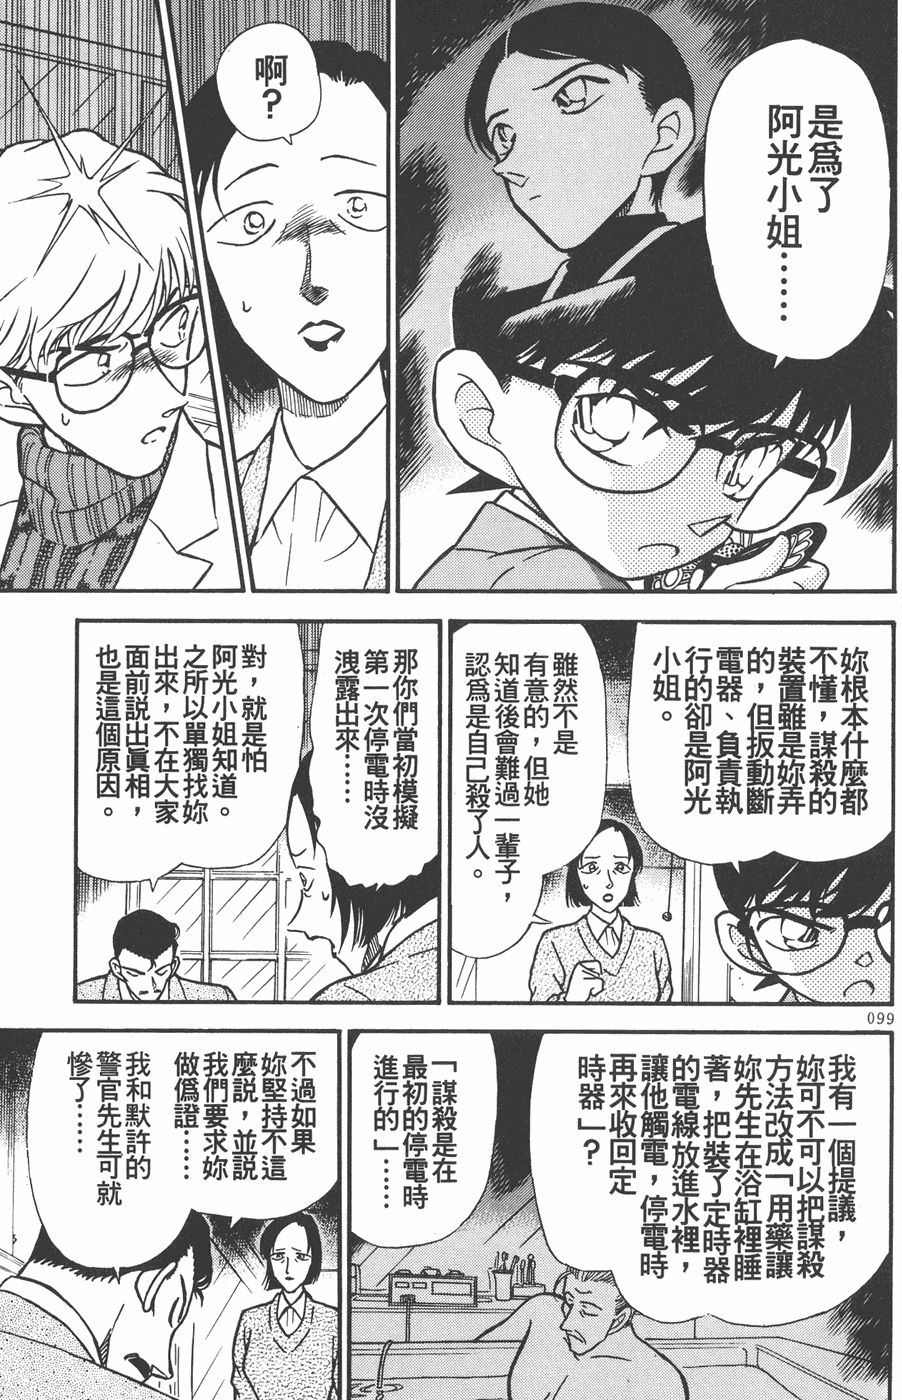 是爲了
阿光小姐……
啊？
妳根本什麼都
不懂，謀殺的
裝置雖是妳弄
的，但扳動斷
電器、負責執
行的卻是阿光
小姐。
雖然不是
有意的，但她
知道後會難過一輩子，
認爲是自己殺了人。
那你們當初模擬
第一次停電時沒
洩露出來……
對，就是怕
阿光小姐知道。
之所以單獨找妳
出來，不在大家
面前説出眞相，
也是這個原因。
099
我有一個提議，
妳可不可以把謀殺
方法改成「用藥讓
妳先生在浴缸裡睡
著，把裝了定時器
的電線放進水裡，
讓他觸電，停電時
再來收回定
時器」？
「謀殺是在
最初的停電時
進行的」……
不過如果
妳堅持不這
麼説，並説
我們要求妳
做僞證……
我和默許的
警官先生可就
慘了……